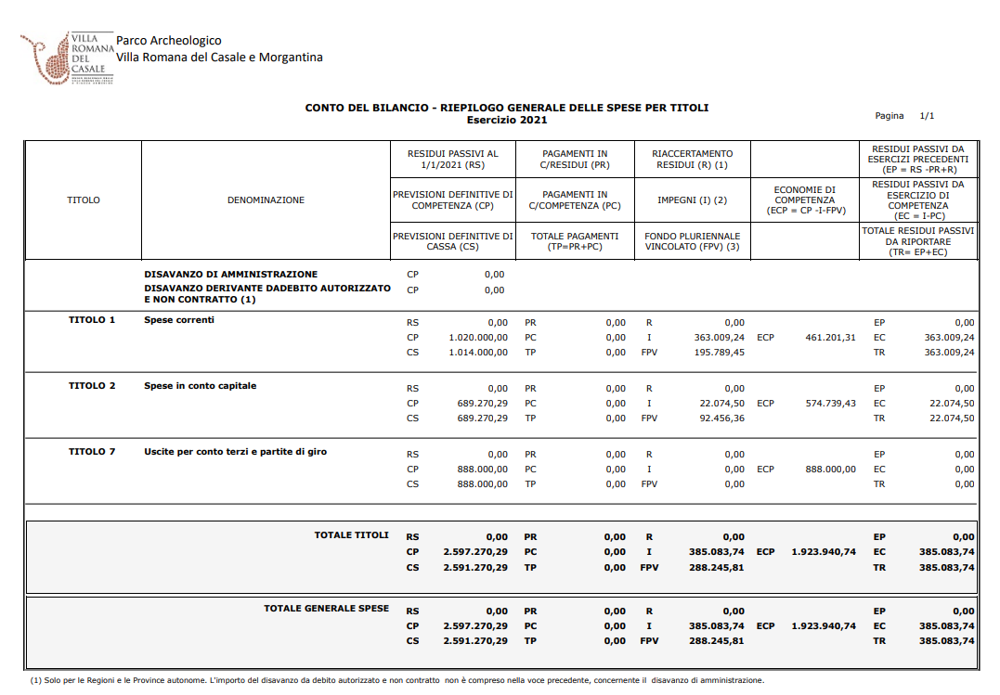 VILLA
ROMANA
DEL
CASALE
Parco Archeologico
Villa Romana del Casale e Morgantina
CONTO DEL BILANCIO - RIEPILOGO GENERALE DELLE SPESE PER TITOLI
Esercizio 2021
Pagina 1/1
TITOLO
DENOMINAZIONE
RESIDUI PASSIVI AL
1/1/2021 (RS)
PAGAMENTI IN
C/RESIDUI (PR)
RIACCERTAMENTO
RESIDUI (R) (1)
RESIDUI PASSIVI DA
ESERCIZI PRECEDENTI
(EP = RS -PR+R)
PREVISIONI DEFINITIVE DI
COMPETENZA (CP)
PAGAMENTI IN
C/COMPETENZA (PC)
IMPEGNI (I) (2)
ECONOMIE DI
COMPETENZA
(ECP = CP -I-FPV)
RESIDUI PASSIVI DA
ESERCIZIO DI
COMPETENZA
(EC = I-PC)
PREVISIONI DEFINITIVE DI
CASSA (CS)
TOTALE PAGAMENTI
(TP=PR+PC)
FONDO PLURIENNALE
VINCOLATO (FPV) (3)
TOTALE RESIDUI PASSIVI
DA RIPORTARE
(TR= EP+EC)
DISAVANZO DI AMMINISTRAZIONE CP 0,00
DISAVANZO DERIVANTE DADEBITO AUTORIZZATO CP 0,00
E NON CONTRATTO (1)
TITOLO 1 Spese correnti RS 0,00 PR 0,00 R 0,00 EP 0,00
CP 1.020.000,00 PC 0,00 I 363.009,24 ECP 461.201,31 EC 363.009,24
CS 1.014.000,00 TP 0,00 FPV 195.789,45 TR 363.009,24
TITOLO 2 Spese in conto capitale RS 0,00 PR 0,00 R 0,00 EP 0,00
CP 689.270,29 PC 0,00 I 22.074,50 ECP 574.739,43 EC 22.074,50
CS 689.270,29 TP 0,00 FPV 92.456,36 TR 22.074,50
TITOLO 7 Uscite per conto terzi e partite di giro RS 0,00 PR 0,00 R 0,00 EP 0,00
CP 888.000,00 PC 0,00 I 0,00 ECP 888.000,00 EC 0,00
CS 888.000,00 TP 0,00 FPV 0,00 TR 0,00
TOTALE TITOLI RS 0,00 PR 0,00 R 0,00 EP 0,00
CP 2.597.270,29 PC 0,00 I 385.083,74 ECP 1.923.940,74 EC 385.083,74
CS 2.591.270,29 TP 0,00 FPV 288.245,81 TR 385.083,74
TOTALE GENERALE SPESE RS 0,00 PR 0,00 R 0,00 EP 0,00
CP 2.597.270,29 PC 0,00 I 385.083,74 ECP 1.923.940,74 EC 385.083,74
CS 2.591.270,29 TP 0,00 FPV 288.245,81 TR 385.083,74
(1) Solo per le Regioni e le Province autonome. L'importo del disavanzo da debito autorizzato e non contratto non è compreso nella voce precedente, concernente il disavanzo di amministrazione.